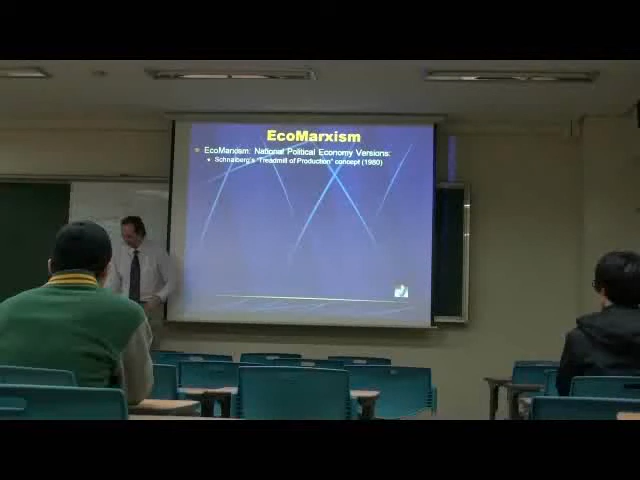 EcoMarxism
EcoMarxism: National Political Economy Versions:
Schnaiberg's "Treadmill of Production" concept (1980)